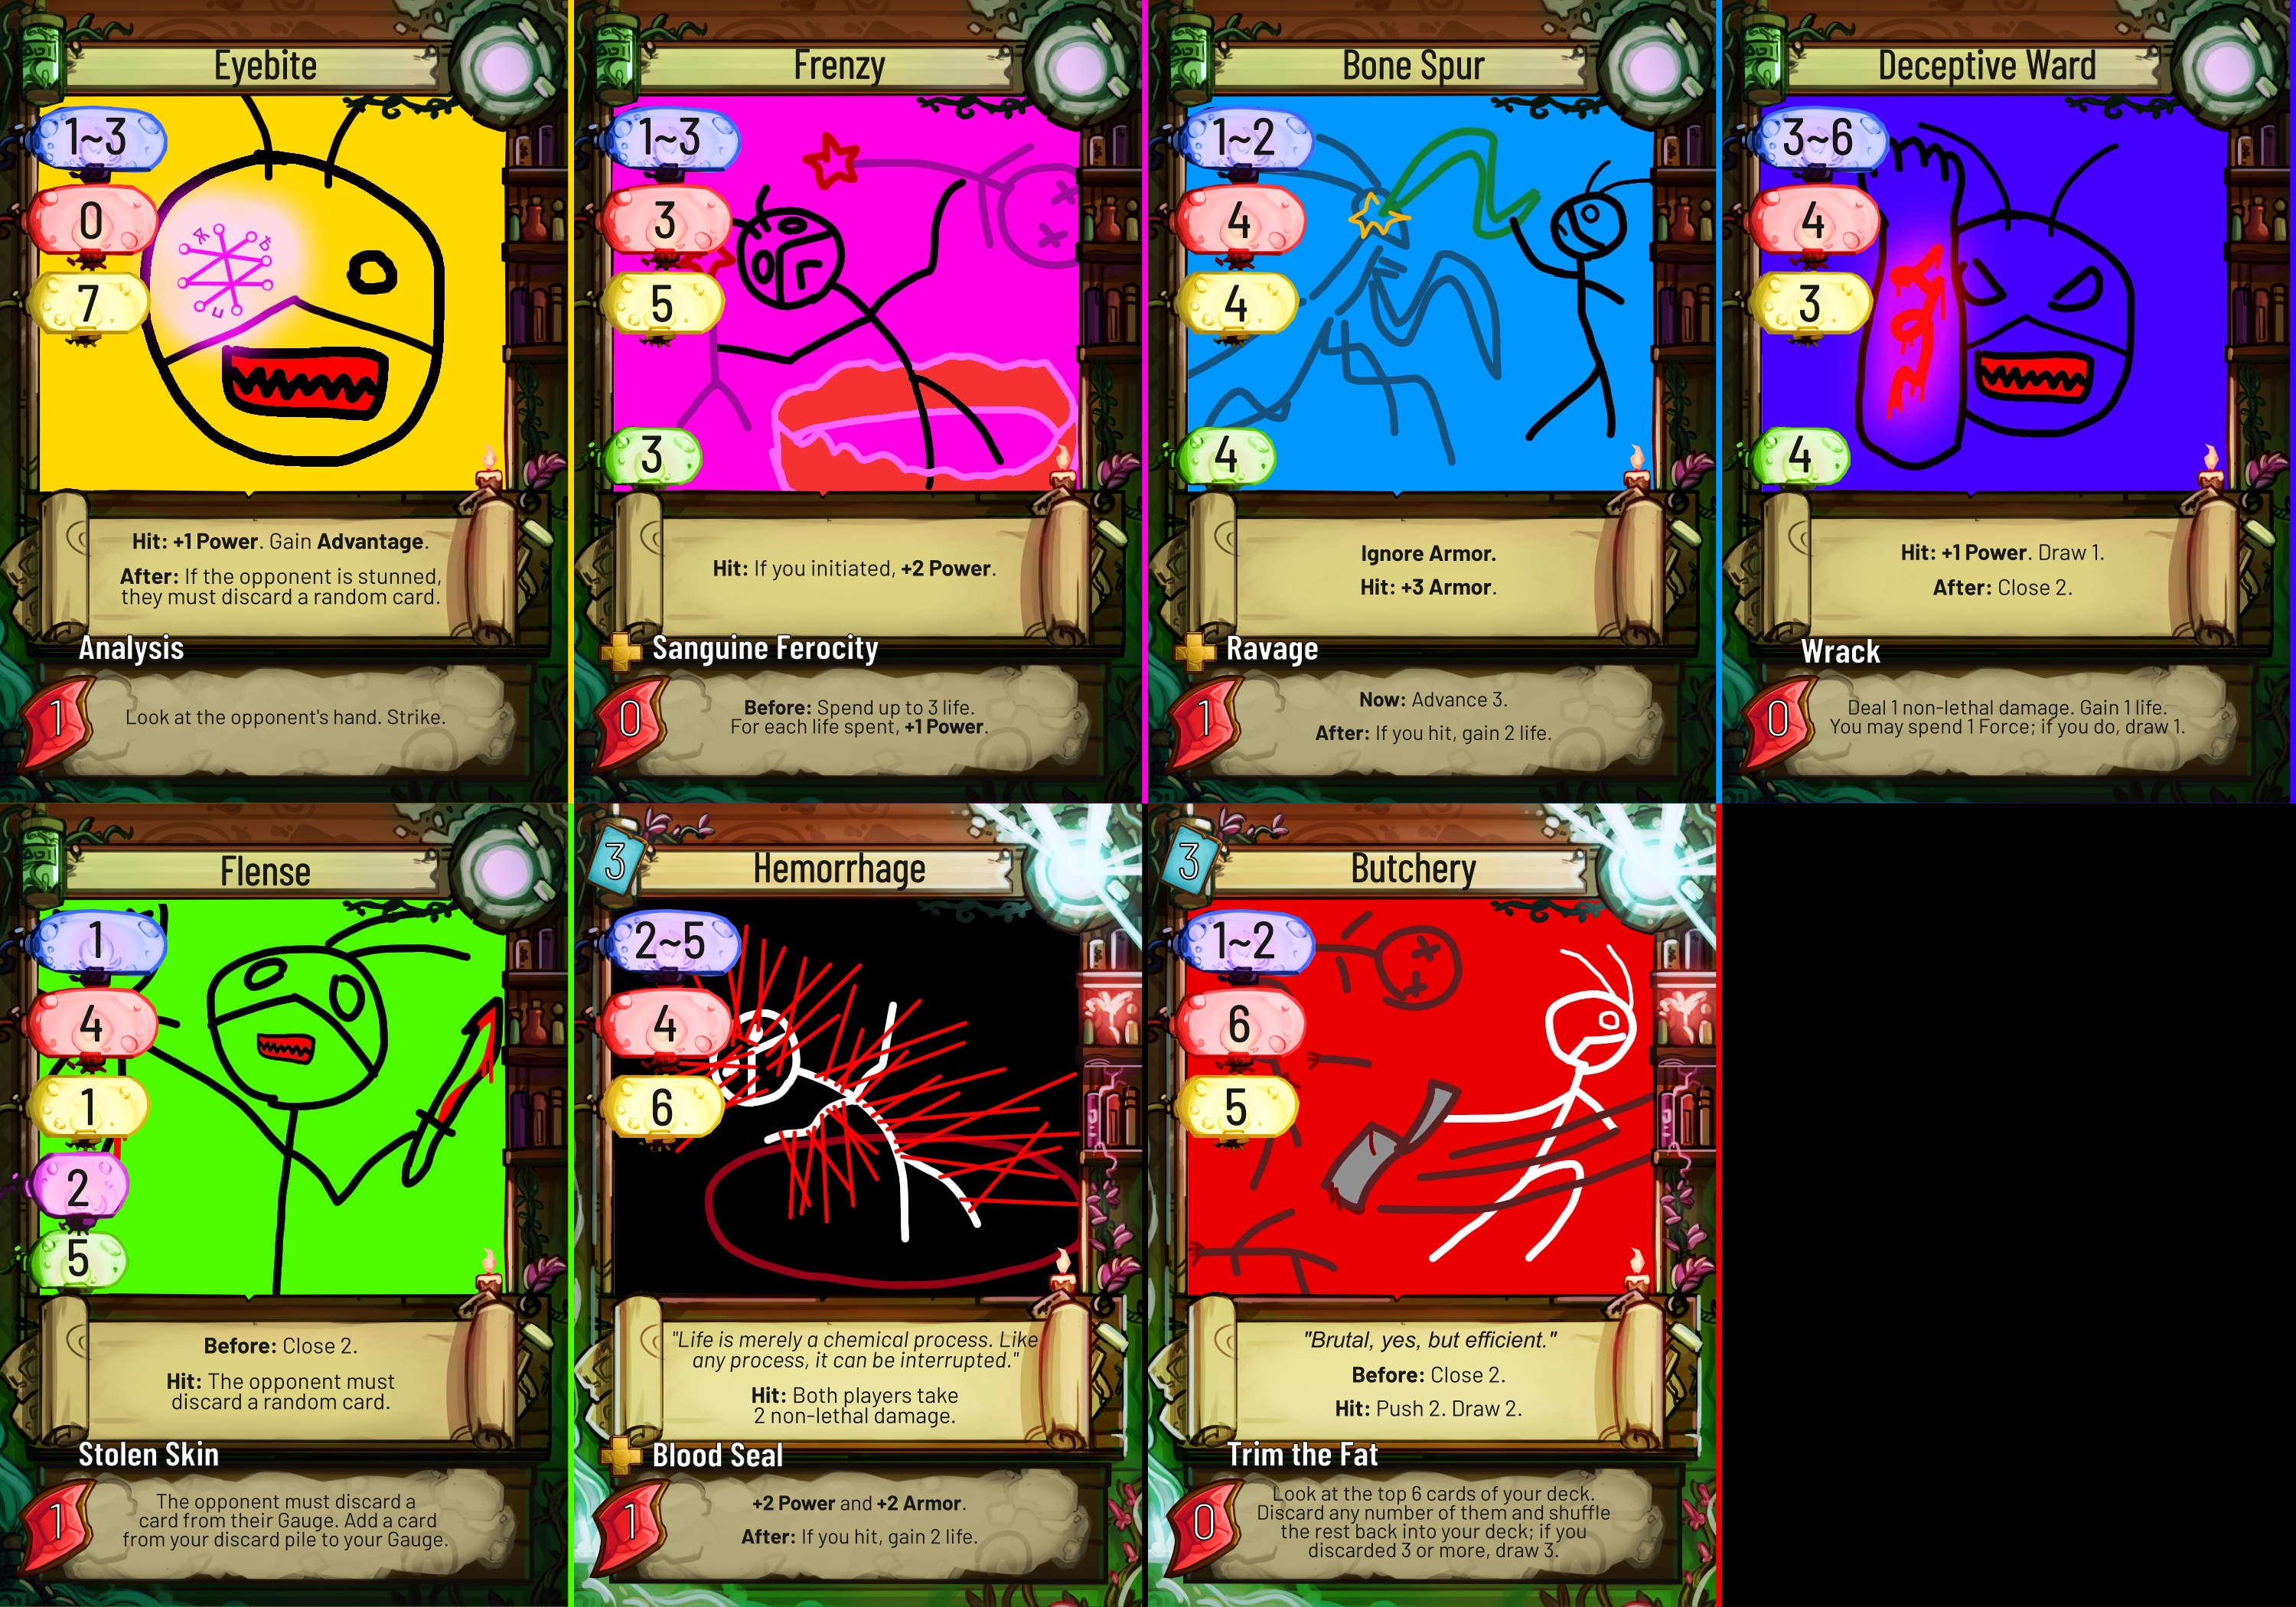 Eyebite
1~3
0
7
Hit: +1 Power. Gain Advantage.
After: If the opponent is stunned,
they must discard a random card.
Analysis
1
Look at the opponent's hand. Strike.
Frenzy
1~3
3
5
3
Hit: If you initiated, +2 Power.
Sanguine Ferocity
0
Before: Spend up to 3 life.
For each life spent, +1 Power.
Bone Spur
1~2
4
4
4
Ignore Armor.
Hit: +3 Armor.
Ravage
1
Now: Advance 3.
After: If you hit, gain 2 life.
Deceptive Ward
3~6
4
3
4
Hit: +1 Power. Draw 1.
After: Close 2.
Wrack
0
Deal 1 non-lethal damage. Gain 1 life.
You may spend 1 Force; if you do, draw 1.
Flense
1
4
1
2
5
Before: Close 2.
Hit: The opponent must
discard a random card.
Stolen Skin
1
The opponent must discard a
card from their Gauge. Add a card
from your discard pile to your Gauge.
3
Hemorrhage
2~5
4
6
"Life is merely a chemical process. Like
any process, it can be interrupted."
Hit: Both players take
2 non-lethal damage.
Blood Seal
1
+2 Power and +2 Armor.
After: If you hit, gain 2 life.
3
Butchery
1~2
6
5
"Brutal, yes, but efficient."
Before: Close 2.
Hit: Push 2. Draw 2.
Trim the Fat
0
Look at the top 6 cards of your deck.
Discard any number of them and shuffle
the rest back into your deck; if you
discarded 3 or more, draw 3.